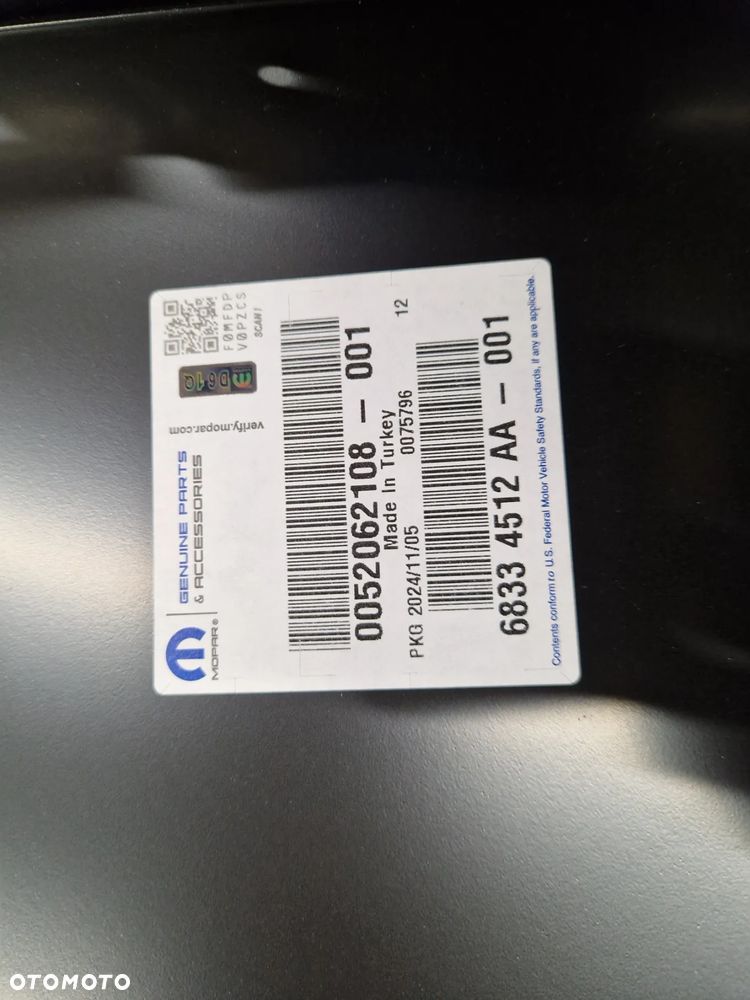 MOPAR®
GENUINE PARTS
& ACCESSORIES
verify.mopar.com
D61Q
F0MFDP
V0PZCS
SCAN!
0052062108 - 001
Made In Turkey
PKG 2024/11/05 0075796 12
6833 4512 AA - 001
Contents conform to U.S. Federal Motor Vehicle Safety Standards, if any are applicable.
OTOMOTO